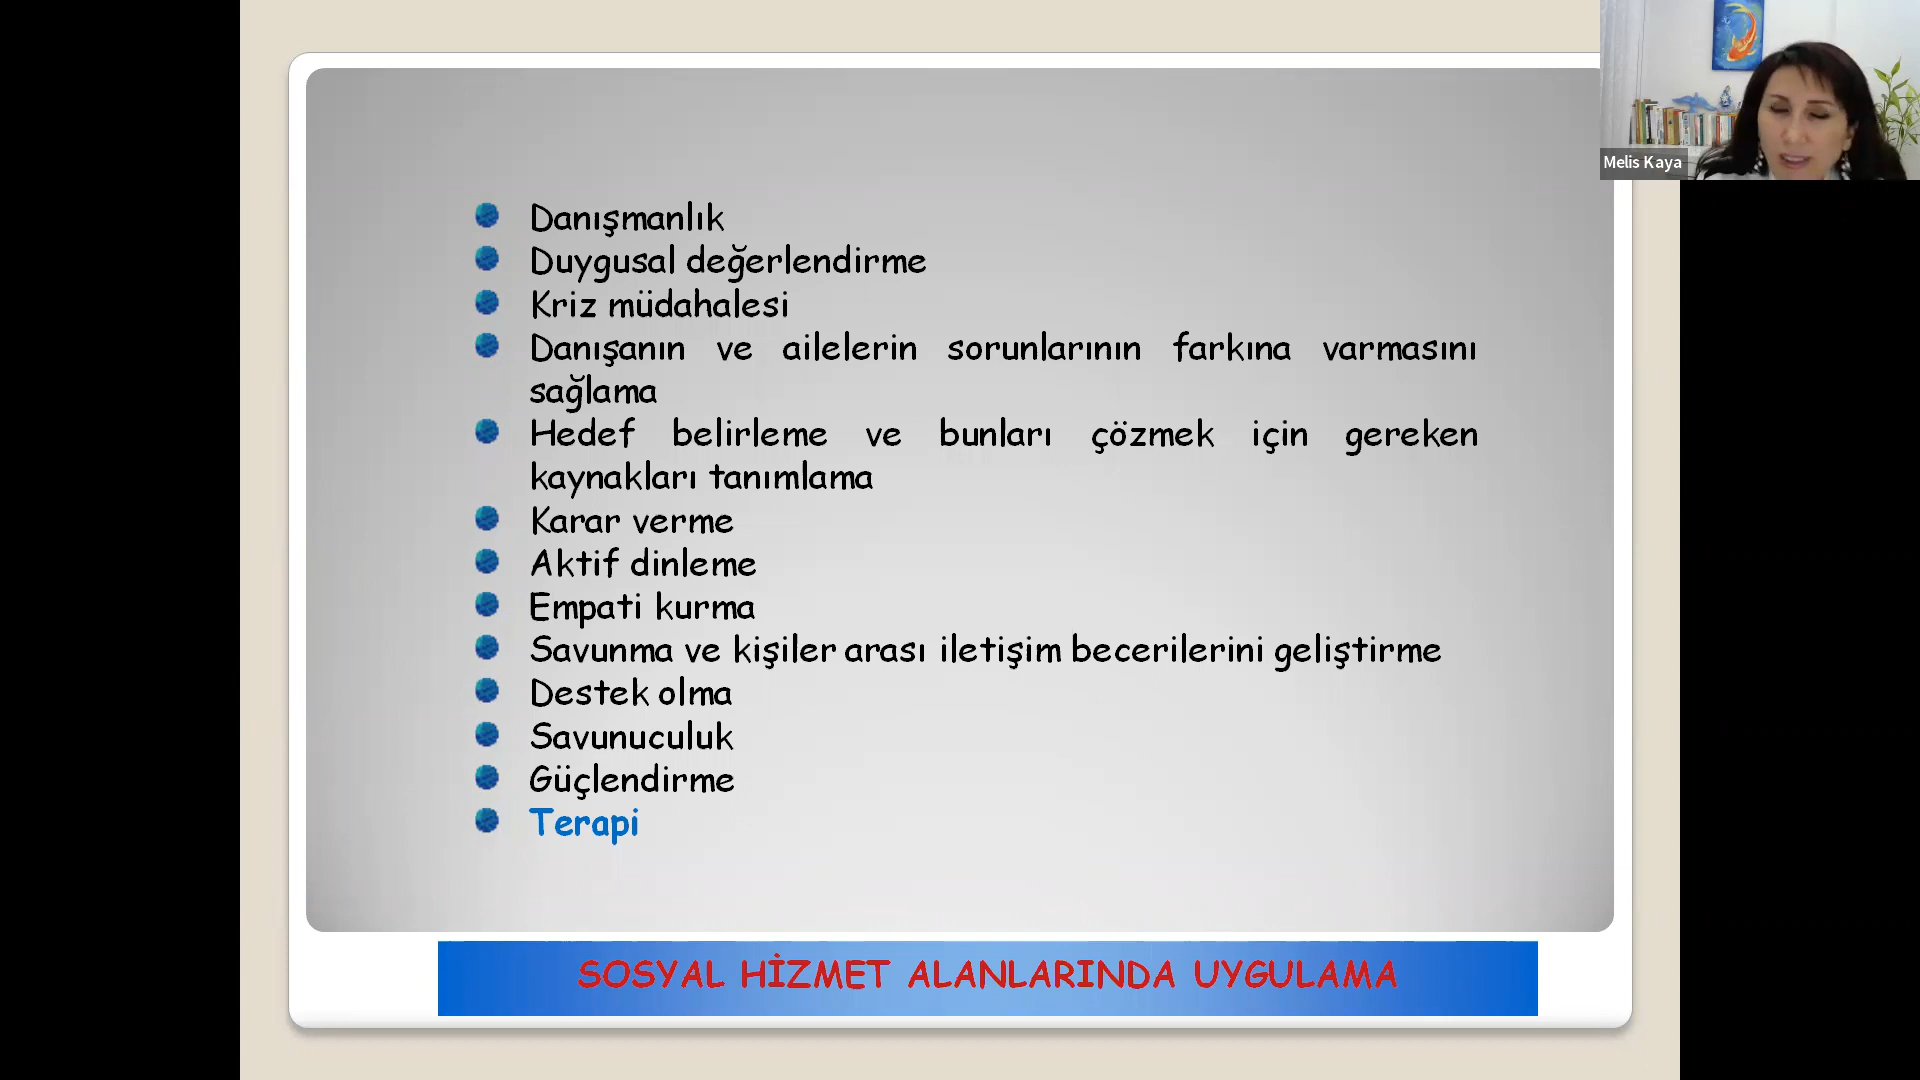 Danışmanlık
Duygusal değerlendirme
Kriz müdahalesi
Danışanın ve ailelerin sorunlarının farkına varmasını
sağlama
Hedef belirleme ve bunları çözmek için gereken
kaynakları tanımlama
Karar verme
Aktif dinleme
Empati kurma
Savunma ve kişiler arası iletişim becerilerini geliştirme
Destek olma
Savunuculuk
Güçlendirme
Terapi
SOSYAL HİZMET ALANLARINDA UYGULAMA
Melis Kaya